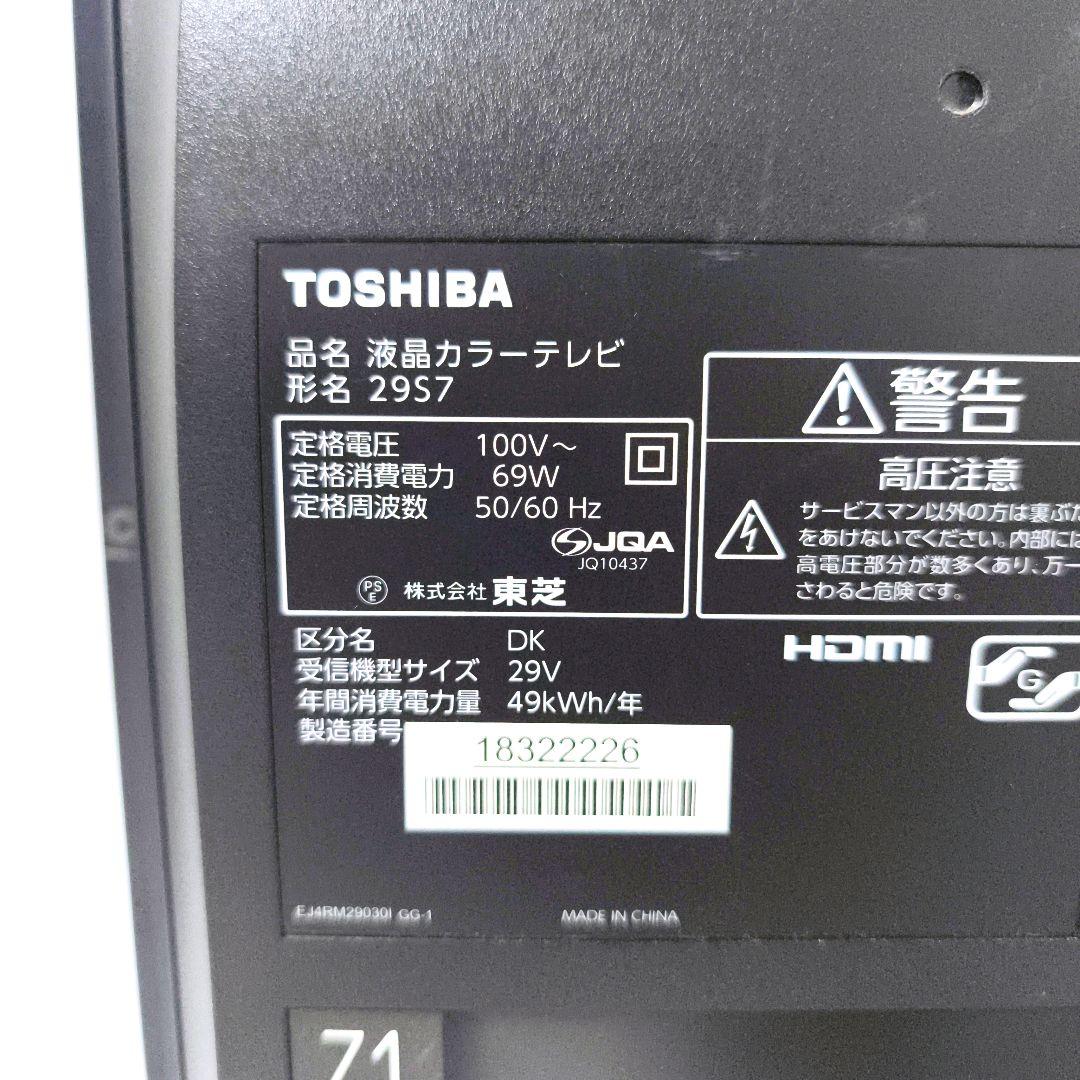 TOSHIBA
品名 液晶カラーテレビ
形名 29S7
定格電圧 100V～
定格消費電力 69W
定格周波数 50/60 Hz
JQA
JQ10437
PS
E
株式会社 東芝
警告
高圧注意
サービスマン以外の方は裏ぶた
をあけないでください。内部には
高電圧部分が数多くあり、万一
さわると危険です。
区分名 DK
受信機型サイズ 29V
年間消費電力量 49kWh/年
製造番号
18322226
HDMI
G
EJ4RM29030I GG-1
MADE IN CHINA
71